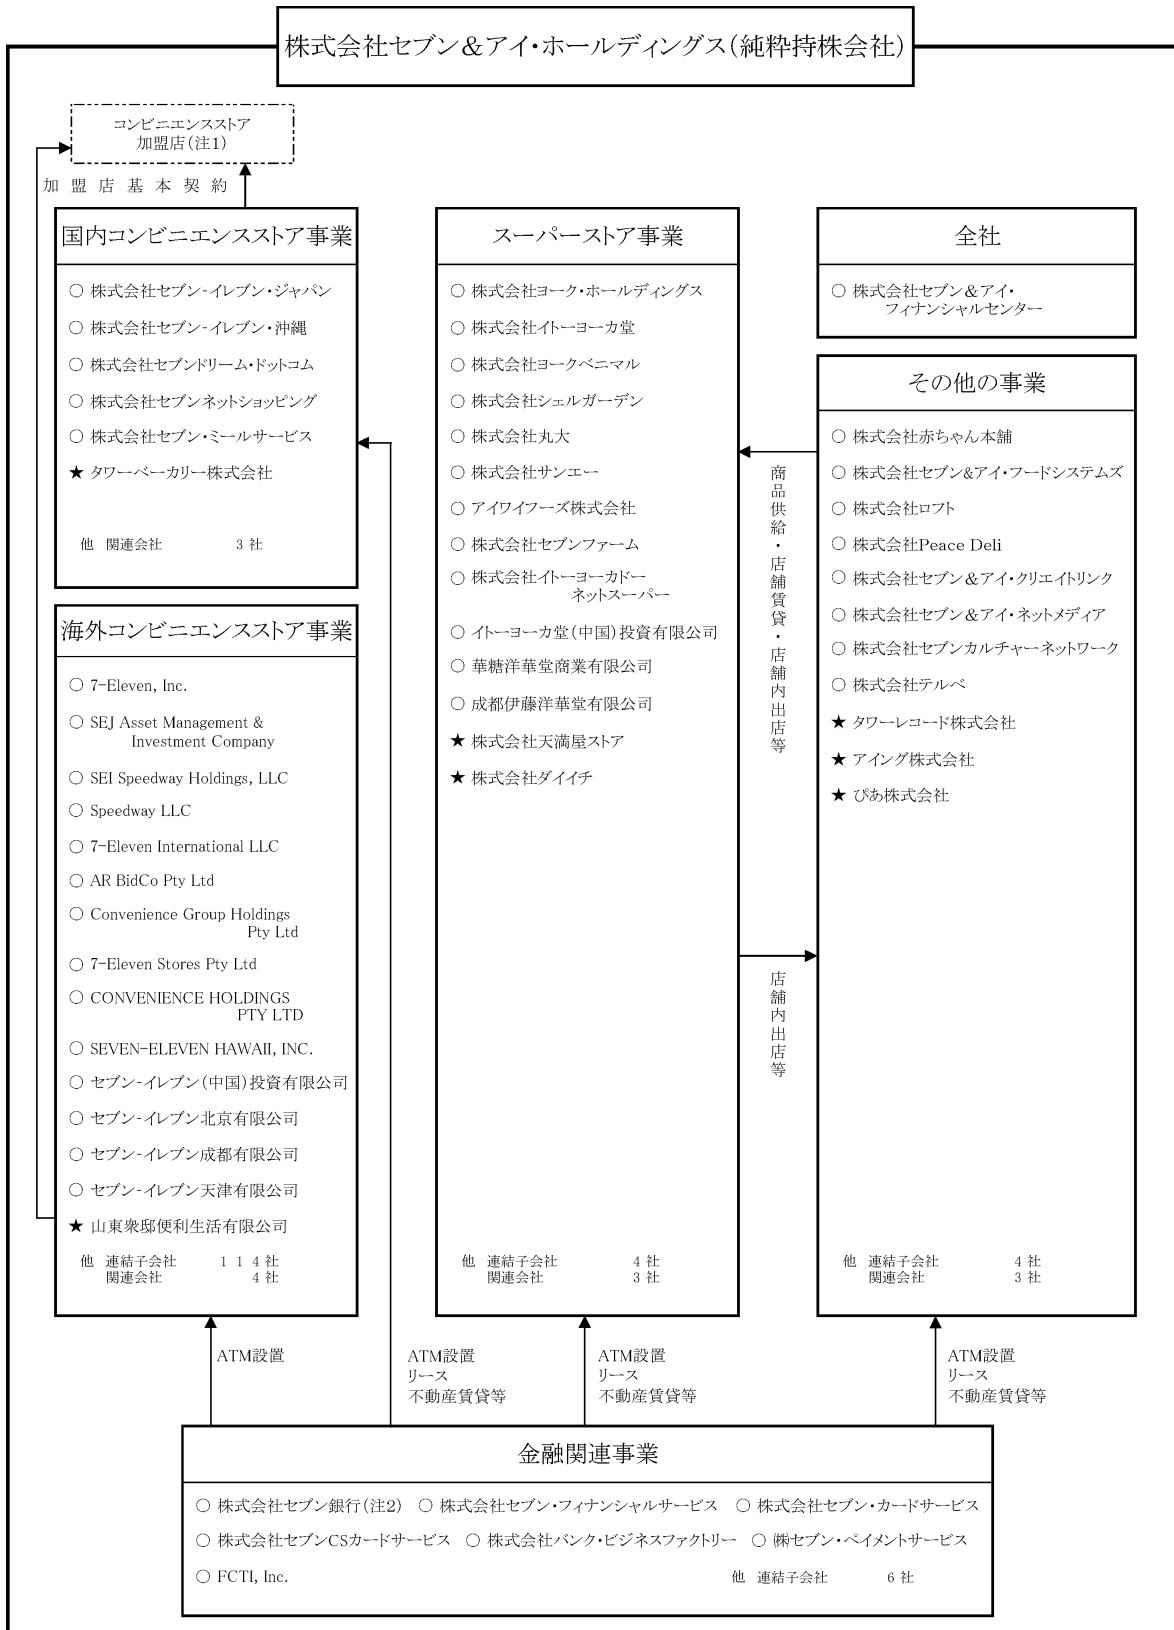 株式会社セブン＆アイ・ホールディングス(純粋持株会社)
コンビニエンスストア
加盟店(注1)
加盟店基本契約
国内コンビニエンスストア事業
○ 株式会社セブン‐イレブン・ジャパン
○ 株式会社セブン‐イレブン・沖縄
○ 株式会社セブンドリーム・ドットコム
○ 株式会社セブンネットショッピング
○ 株式会社セブン・ミールサービス
★ タワーベーカリー株式会社
他 関連会社 3 社
海外コンビニエンスストア事業
○ 7-Eleven, Inc.
○ SEJ Asset Management &
Investment Company
○ SEI Speedway Holdings, LLC
○ Speedway LLC
○ 7-Eleven International LLC
○ AR BidCo Pty Ltd
○ Convenience Group Holdings
Pty Ltd
○ 7-Eleven Stores Pty Ltd
○ CONVENIENCE HOLDINGS
PTY LTD
○ SEVEN-ELEVEN HAWAII, INC.
○ セブン‐イレブン(中国)投資有限公司
○ セブン‐イレブン北京有限公司
○ セブン‐イレブン成都有限公司
○ セブン‐イレブン天津有限公司
★ 山東衆邸便利生活有限公司
他 連結子会社 1 1 4 社
関連会社 4 社
スーパーストア事業
○ 株式会社ヨーク・ホールディングス
○ 株式会社イトーヨーカ堂
○ 株式会社ヨークベニマル
○ 株式会社シェルガーデン
○ 株式会社丸大
○ 株式会社サンエー
○ アイワイフーズ株式会社
○ 株式会社セブンファーム
○ 株式会社イトーヨーカドー
ネットスーパー
○ イトーヨーカ堂(中国)投資有限公司
○ 華糖洋華堂商業有限公司
○ 成都伊藤洋華堂有限公司
★ 株式会社天満屋ストア
★ 株式会社ダイイチ
他 連結子会社 4 社
関連会社 3 社
商品供給・店舗賃貸・店舗内出店等
店舗内出店等
全社
○ 株式会社セブン＆アイ・
フィナンシャルセンター
その他の事業
○ 株式会社赤ちゃん本舗
○ 株式会社セブン&アイ・フードシステムズ
○ 株式会社ロフト
○ 株式会社Peace Deli
○ 株式会社セブン＆アイ・クリエイトリンク
○ 株式会社セブン＆アイ・ネットメディア
○ 株式会社セブンカルチャーネットワーク
○ 株式会社テルベ
★ タワーレコード株式会社
★ アイング株式会社
★ ぴあ株式会社
他 連結子会社 4 社
関連会社 3 社
ATM設置
ATM設置
リース
不動産賃貸等
ATM設置
リース
不動産賃貸等
ATM設置
リース
不動産賃貸等
金融関連事業
○ 株式会社セブン銀行(注2) ○ 株式会社セブン・フィナンシャルサービス ○ 株式会社セブン・カードサービス
○ 株式会社セブンCSカードサービス ○ 株式会社バンク・ビジネスファクトリー ○ ㈱セブン・ペイメントサービス
○ FCTI, Inc. 他 連結子会社 6 社